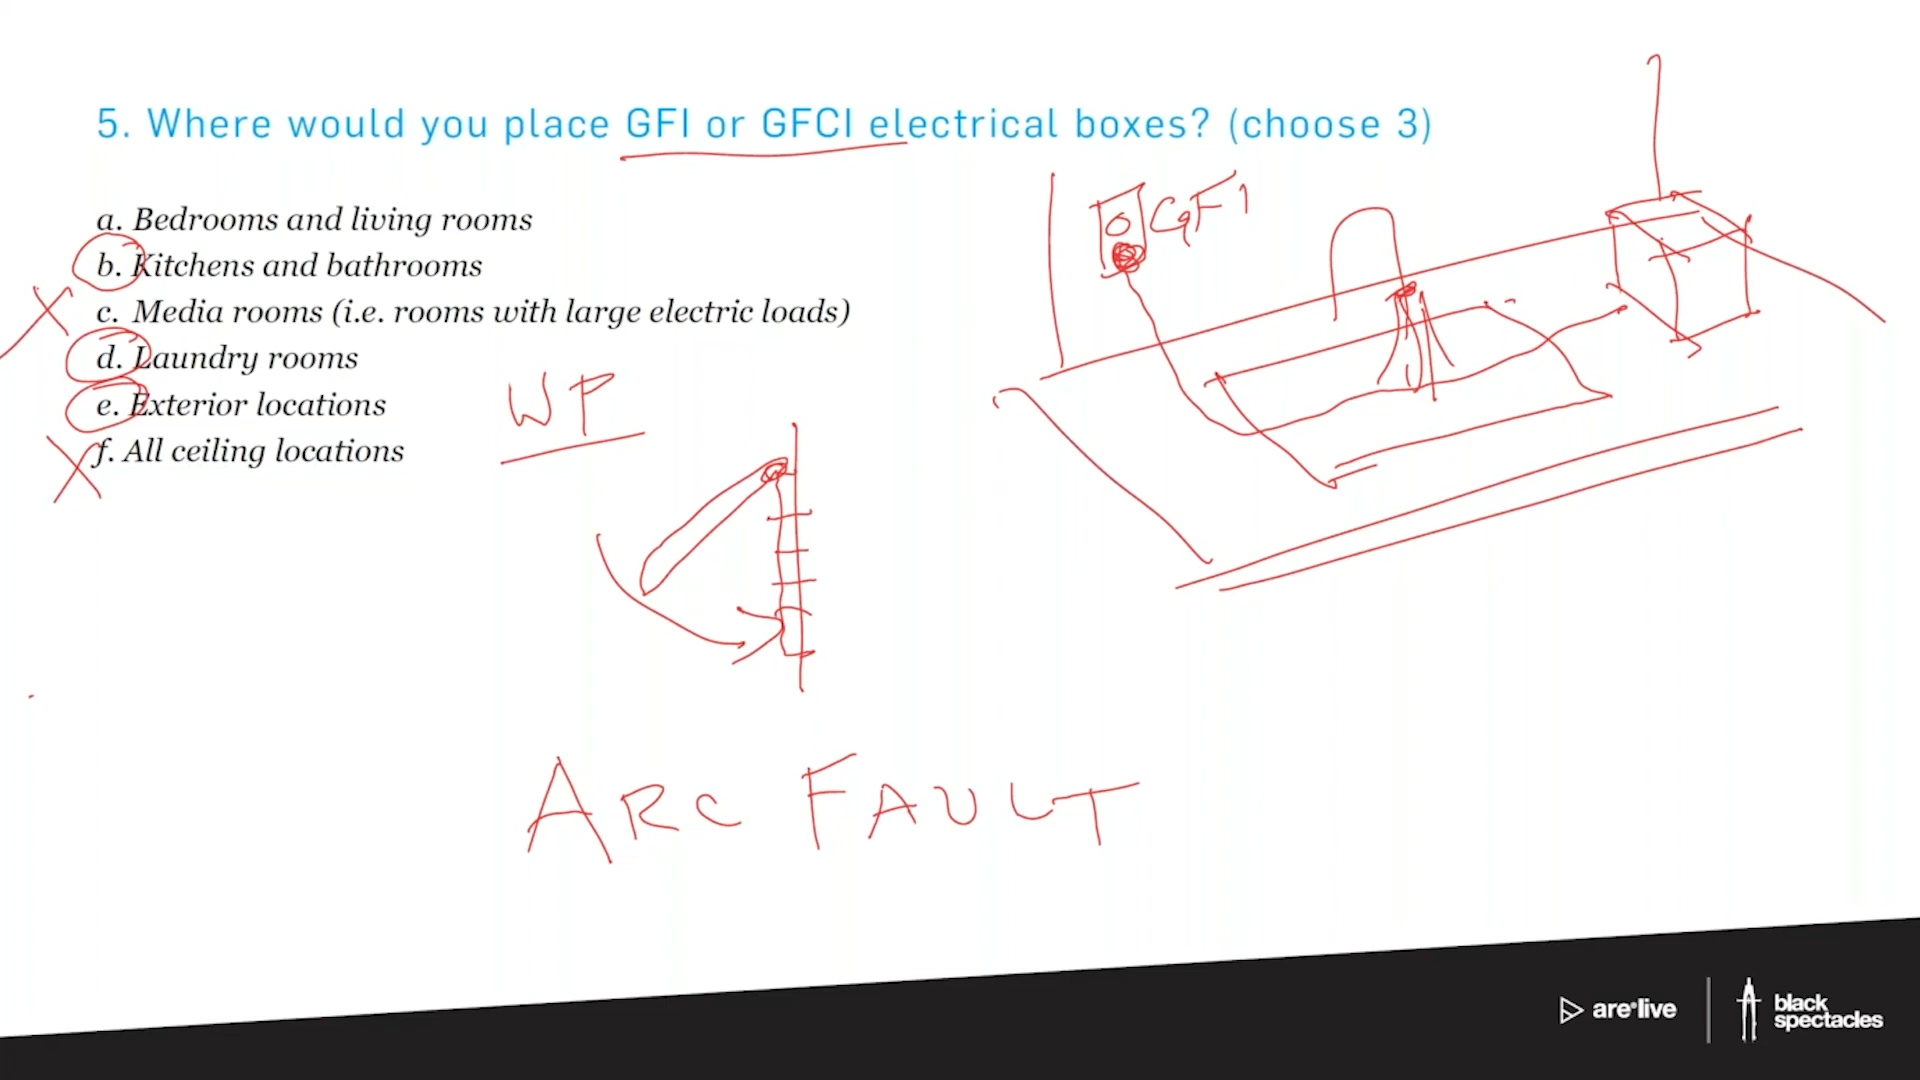 5. Where would you place GFI or GFCI electrical boxes? (choose 3)
GFI
a. Bedrooms and living rooms
b. Kitchens and bathrooms
c. Media rooms (i.e. rooms with large electric loads)
d. Laundry rooms
e. Exterior locations
WP
f. All ceiling locations
ARC FAULT
are live
black
spectacles